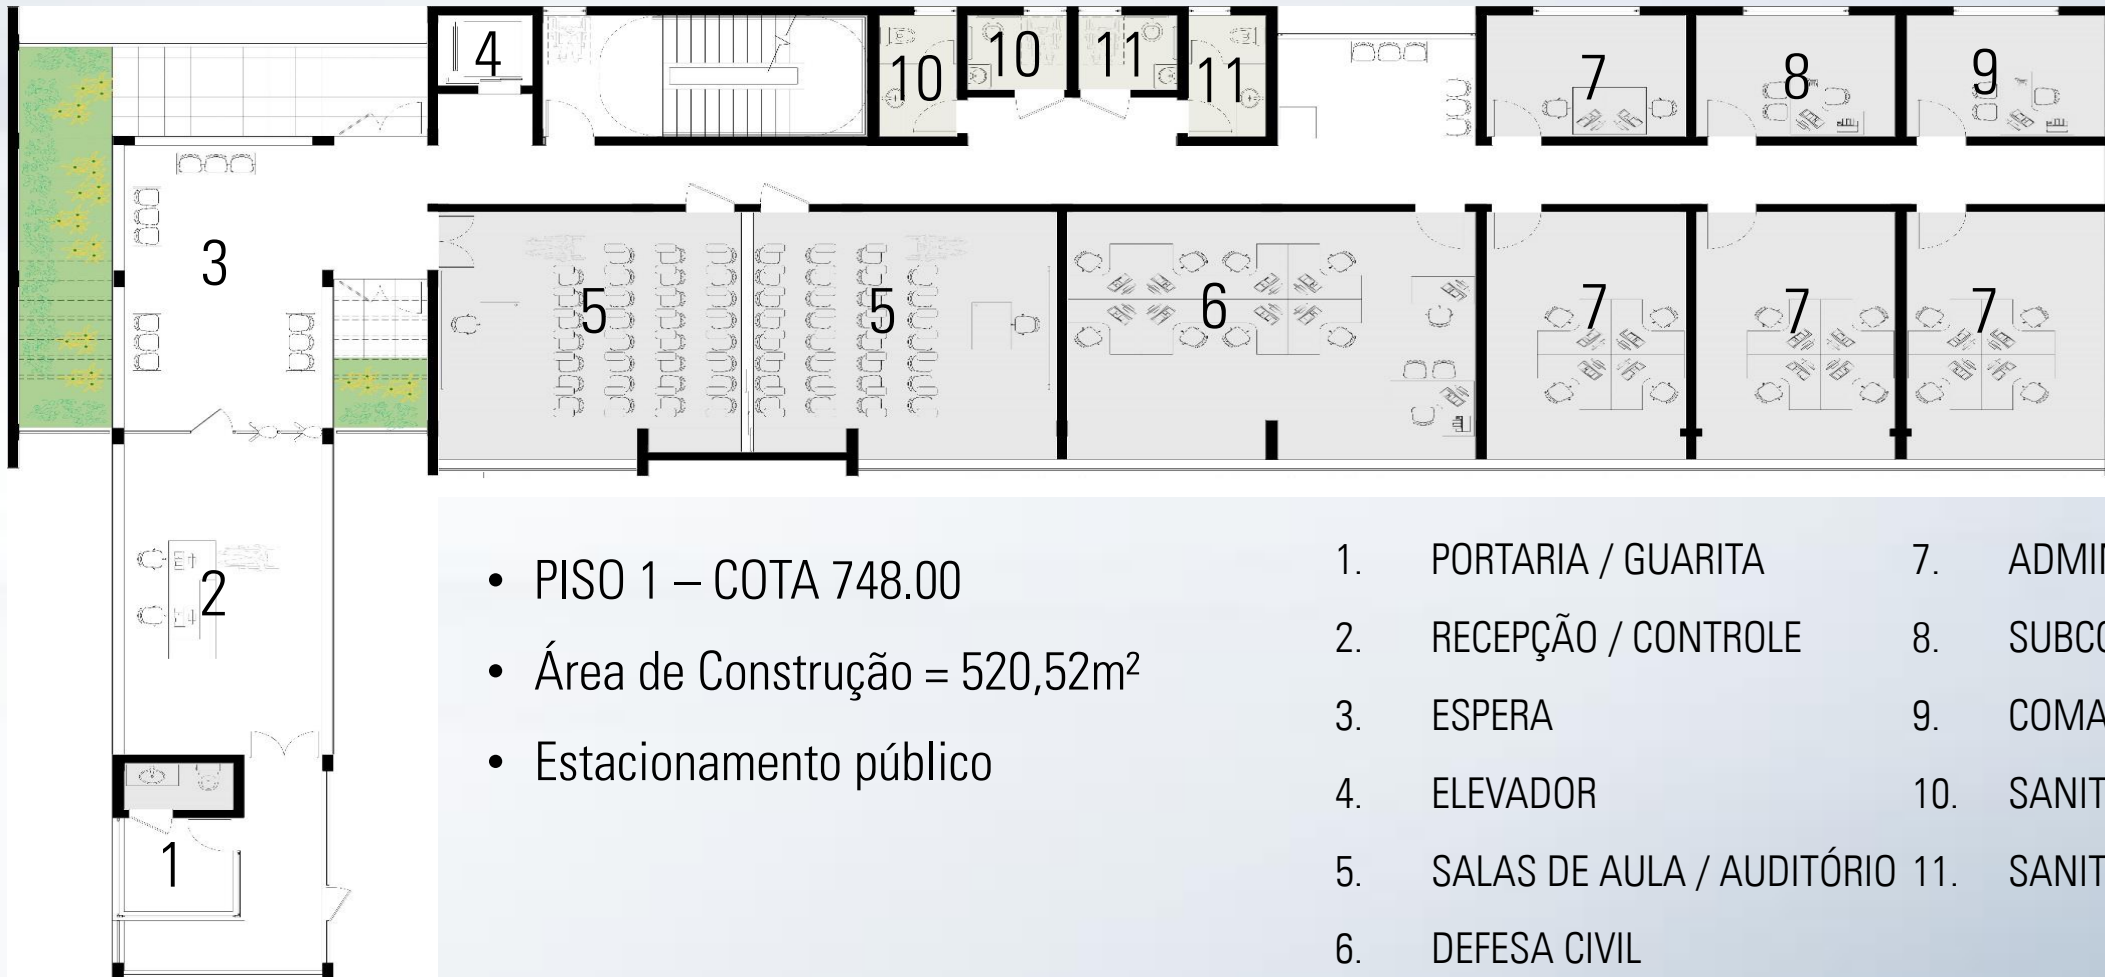 4
10
10
11
11
7
8
9
3
5
5
6
7
7
7
2
1
• PISO 1 – COTA 748.00
• Área de Construção = 520,52m²
• Estacionamento público
1. PORTARIA / GUARITA
2. RECEPÇÃO / CONTROLE
3. ESPERA
4. ELEVADOR
5. SALAS DE AULA / AUDITÓRIO
6. DEFESA CIVIL
7. ADMI
8. SUBCO
9. COMA
10. SANIT
11. SANIT